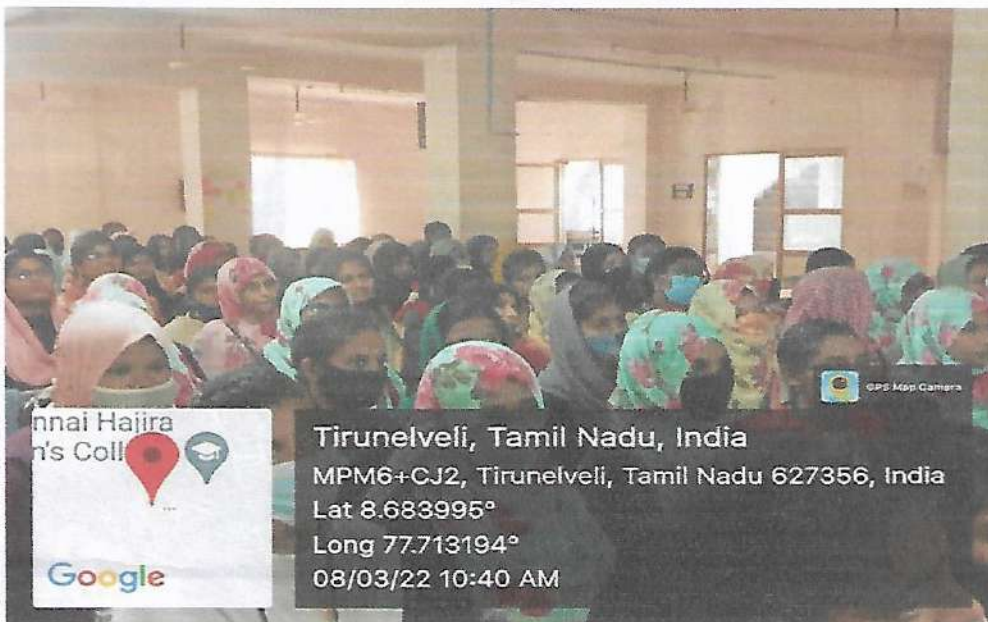 GPS Map Camera
nnai Hajira
n's Coll
Google
Tirunelveli, Tamil Nadu, India
MPM6+CJ2, Tirunelveli, Tamil Nadu 627356, India
Lat 8.683995°
Long 77.713194°
08/03/22 10:40 AM